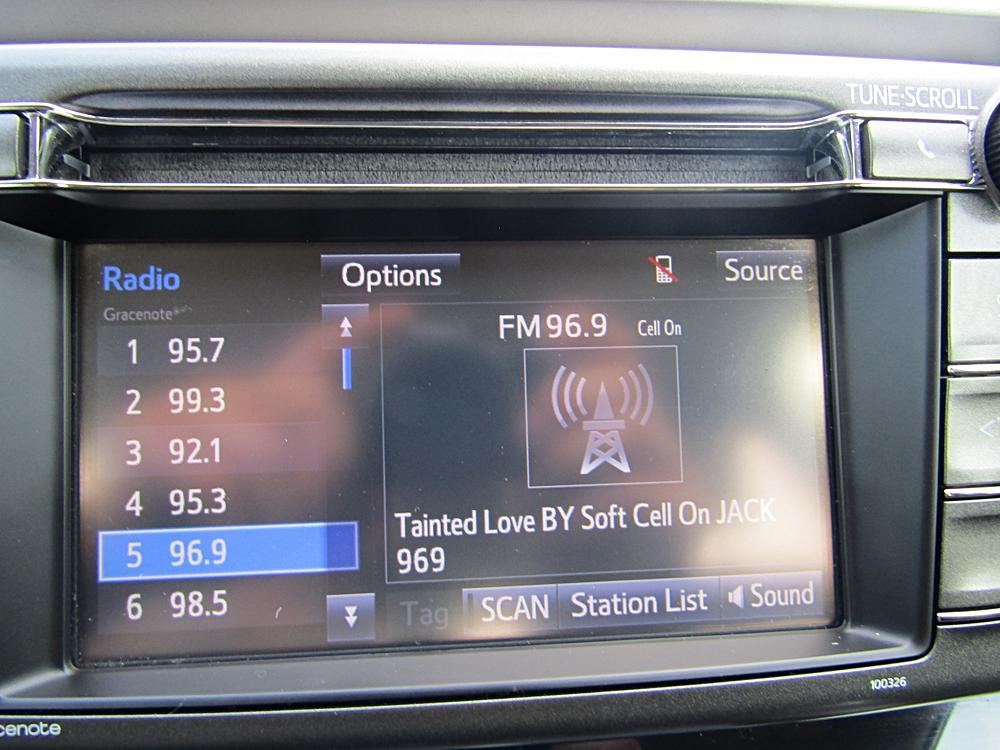 TUNE·SCROLL
Radio
Options
Source
Gracenote
FM 96.9 Cell On
1 95.7
2 99.3
3 92.1
4 95.3
5 96.9
6 98.5
Tainted Love BY Soft Cell On JACK
969
Tag
SCAN
Station List
Sound
100326
cenote